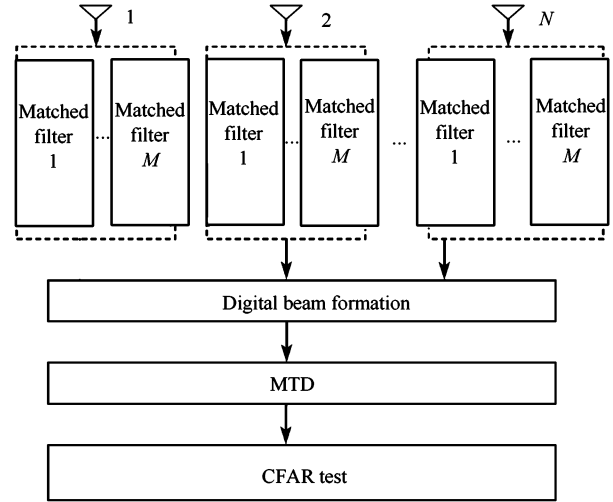 1
2
N
Matched
filter
1
...
Matched
filter
M
Matched
filter
1
...
Matched
filter
M
...
Matched
filter
1
...
Matched
filter
M
Digital beam formation
MTD
CFAR test